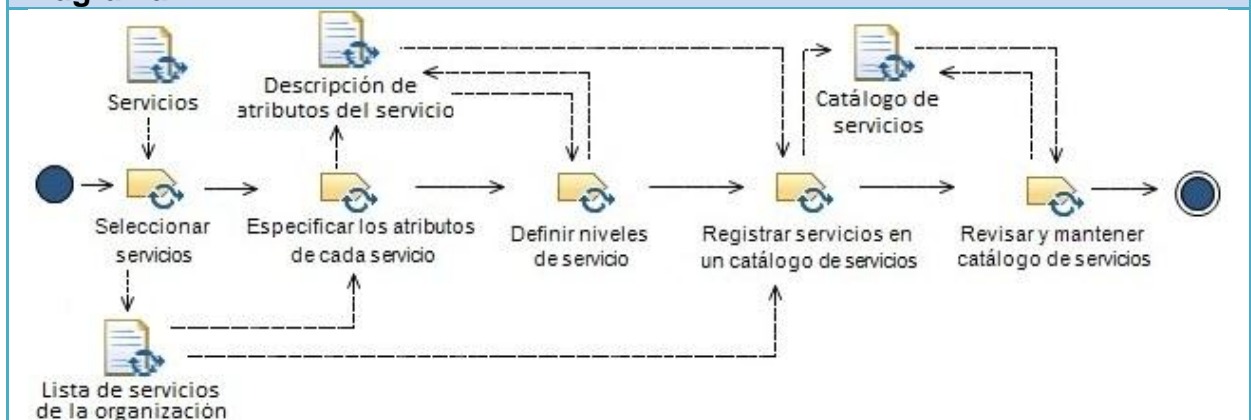 Servicios
Descripción de
atributos del servicio
Catálogo de
servicios
Seleccionar
servicios
Especificar los atributos
de cada servicio
Definir niveles
de servicio
Registrar servicios en
un catálogo de servicios
Revisar y mantener
catálogo de servicios
Lista de servicios
de la organización